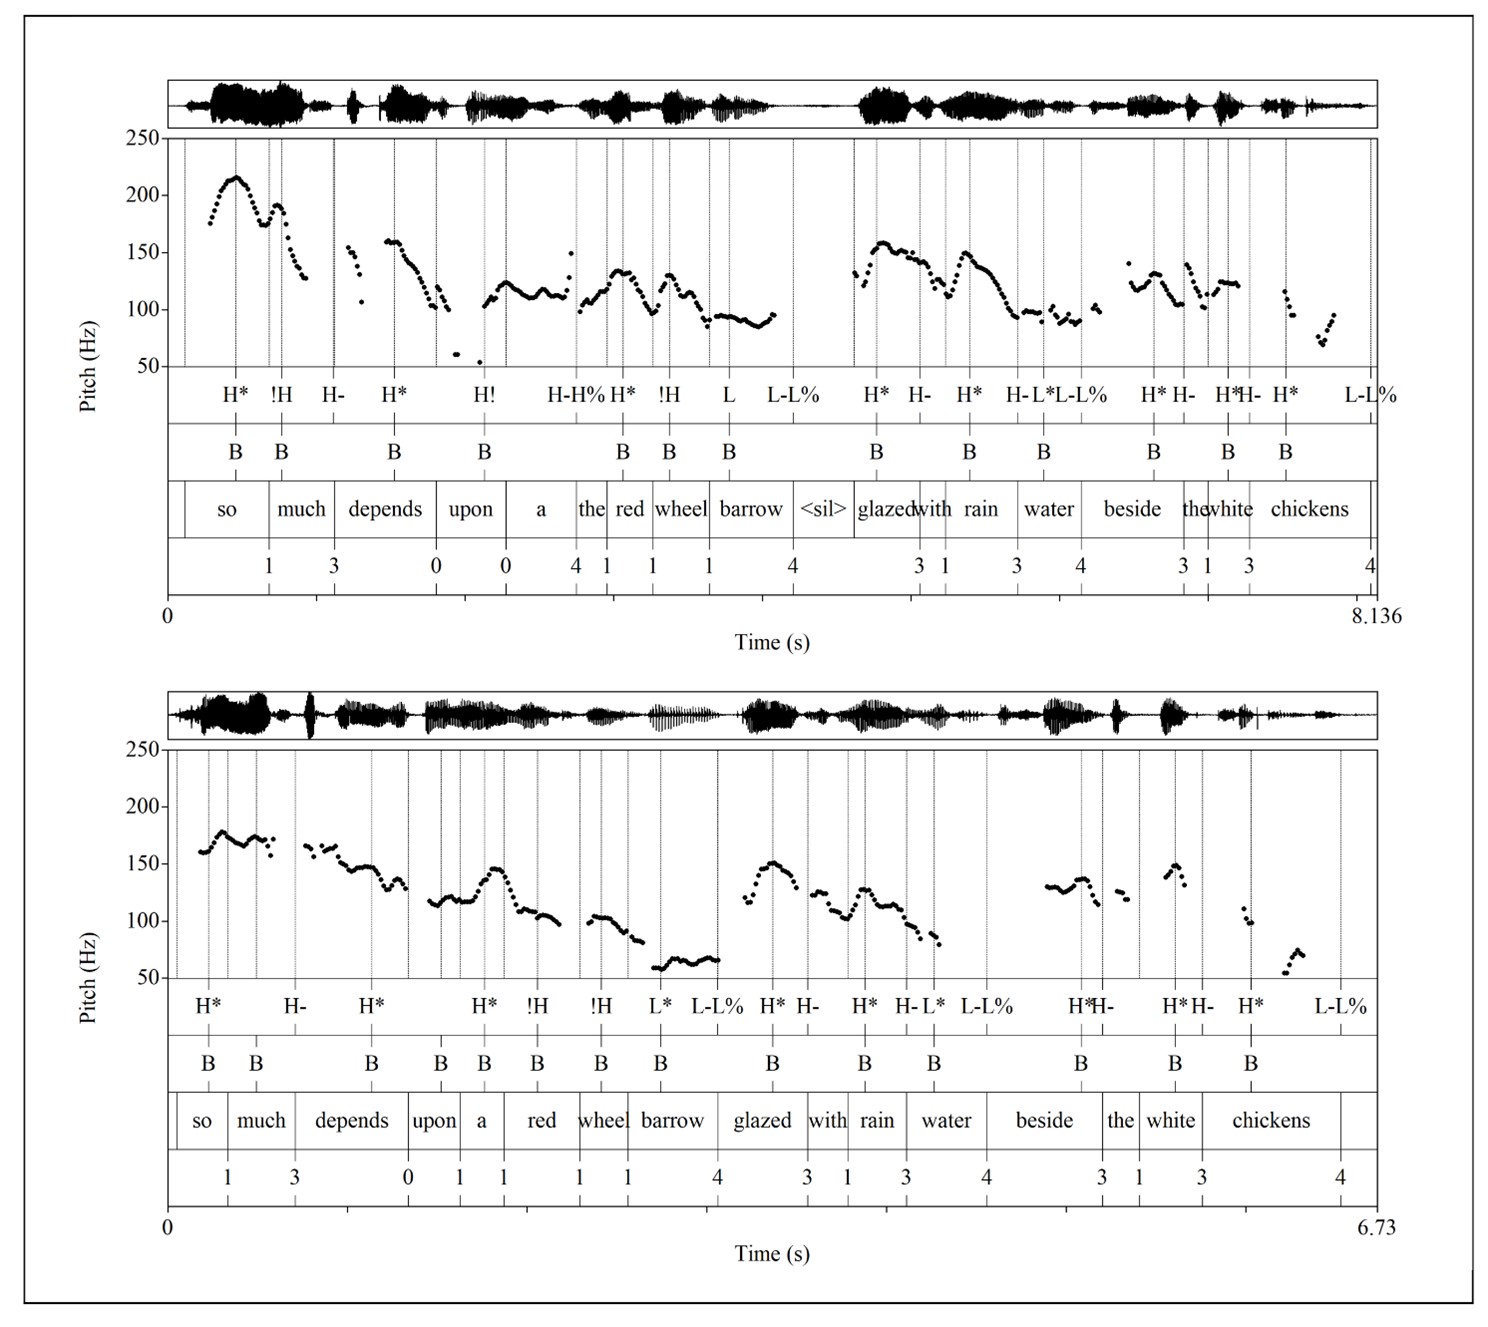 250
200
150
100
50
Pitch (Hz)
H* !H H- H* H! H-H% H* !H L L-L% H* H- H* H- L* L-L% H* H- H* H- H* L-L%
B B B B B B B B B B B B B
so much depends upon a the red wheel barrow <sil> glazed with rain water beside the white chickens
1 3 0 0 4 1 1 1 4 3 1 3 4 3 1 3 4
0 8.136
Time (s)
250
200
150
100
50
Pitch (Hz)
H* H- H* H* !H !H L* L-L% H* H- H* H- L* L-L% H* H- H* H- H* L-L%
B B B B B B B B B B B B B B
so much depends upon a red wheel barrow glazed with rain water beside the white chickens
1 3 0 1 1 1 1 4 3 1 3 4 3 1 3 4
0 6.73
Time (s)